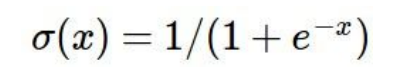 σ(x) = 1/(1 + e⁻ˣ)